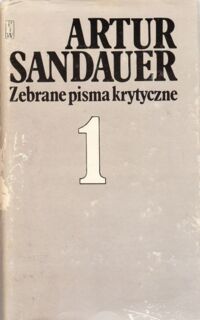 ARTUR
SANDAUER
Zebrane pisma krytyczne
1